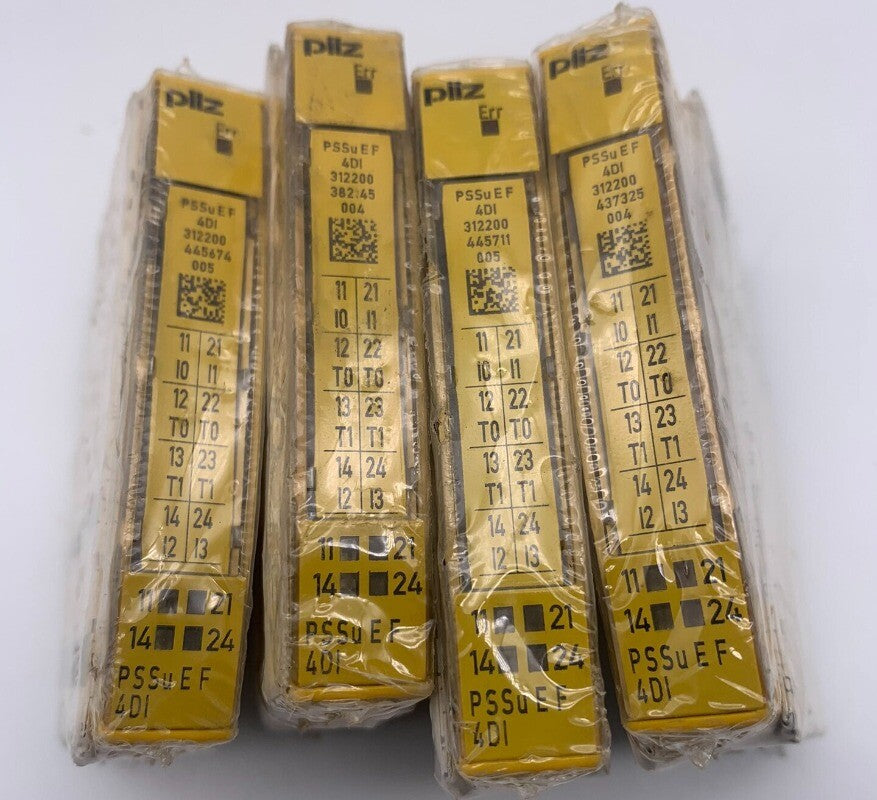 pilz
Err
PSSu E F
4DI
312200
445674
005
11 21
I0 I1
12 22
T0 T0
13 23
T1 T1
14 24
I2 I3
11 21
14 24
PSSu E F
4DI
pilz
Err
PSSu E F
4DI
312200
004
11 21
I0 I1
12 22
T0 T0
13 23
T1 T1
14 24
I2 I3
11 21
14 24
PSSu E F
4DI
pilz
Err
PSSu E F
4DI
312200
445711
005
11 21
I0 I1
12 22
T0 T0
13 23
T1 T1
14 24
I2 I3
11 21
14 24
PSSu E F
4DI
pilz
Err
PSSu E F
4DI
312200
437325
004
11 21
I0 I1
12 22
T0 T0
13 23
T1 T1
14 24
I2 I3
11 21
14 24
PSSu E F
4DI